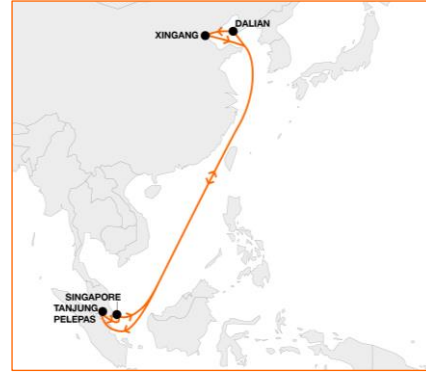 DALIAN
XINGANG
SINGAPORE
TANJUNG
PELEPAS